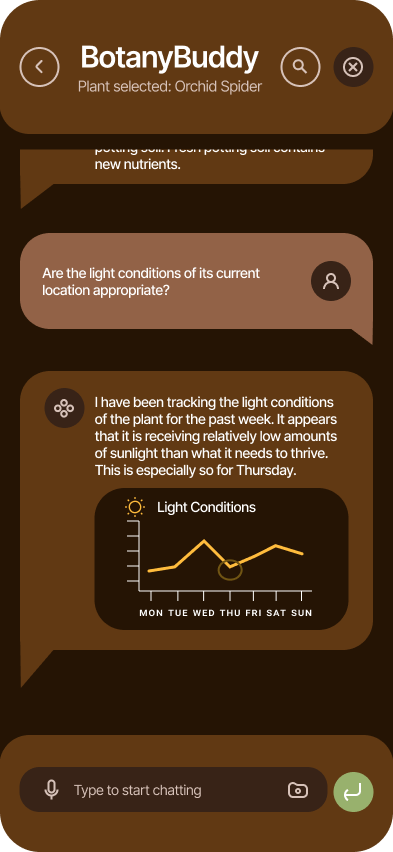 BotanyBuddy
Plant selected: Orchid Spider
potting soil. Fresh potting soil contains
new nutrients.
Are the light conditions of its current
location appropriate?
I have been tracking the light conditions
of the plant for the past week. It appears
that it is receiving relatively low amounts
of sunlight than what it needs to thrive.
This is especially so for Thursday.
Light Conditions
MON TUE WED THU FRI SAT SUN
Type to start chatting